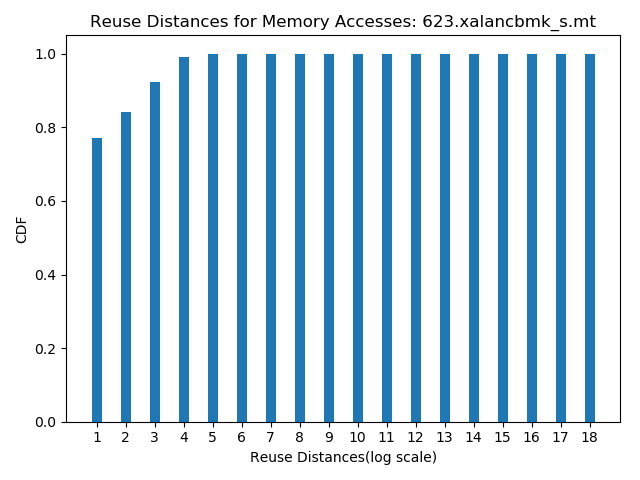 Reuse Distances for Memory Accesses: 623.xalancbmk_s.mt
1.0
0.8
0.6
0.4
0.2
0.0
CDF
1 2 3 4 5 6 7 8 9 10 11 12 13 14 15 16 17 18
Reuse Distances(log scale)